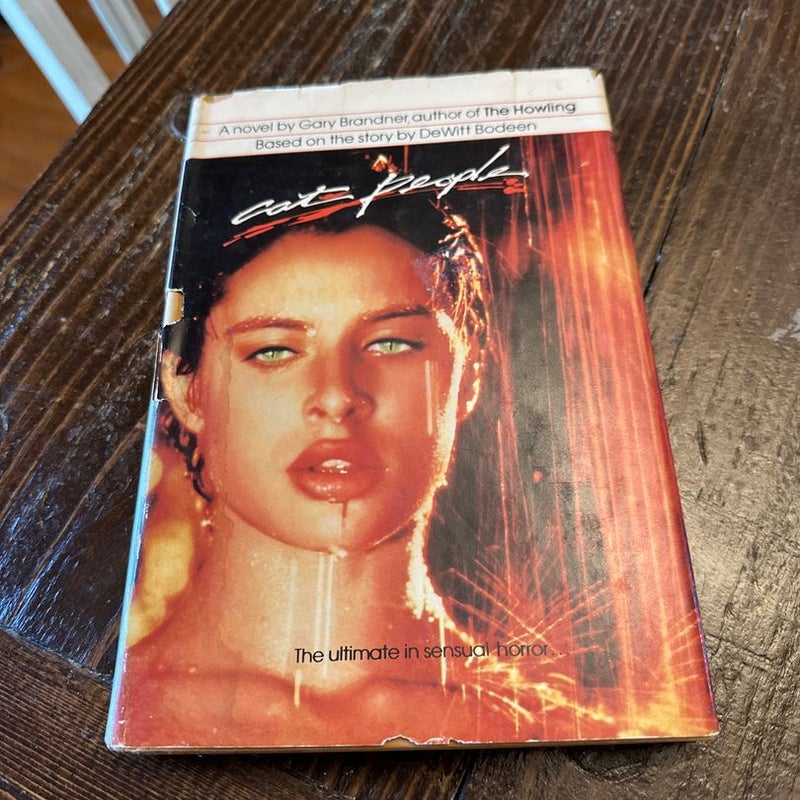 A novel by Gary Brandner, author of The Howling
Based on the story by DeWitt Bodeen
cat people
The ultimate in sensual horror...